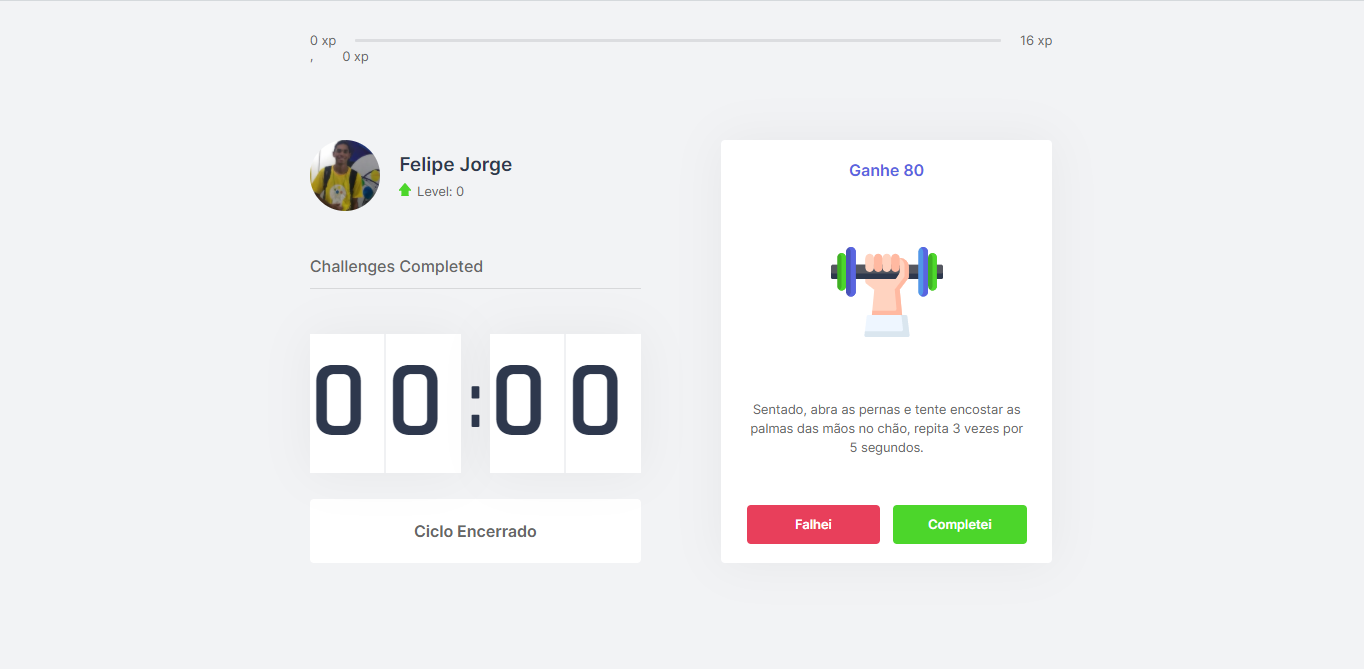 0 xp 16 xp
, 0 xp
Felipe Jorge
Level: 0
Challenges Completed
00:00
Ciclo Encerrado
Ganhe 80
Sentado, abra as pernas e tente encostar as
palmas das mãos no chão, repita 3 vezes por
5 segundos.
Falhei
Completei